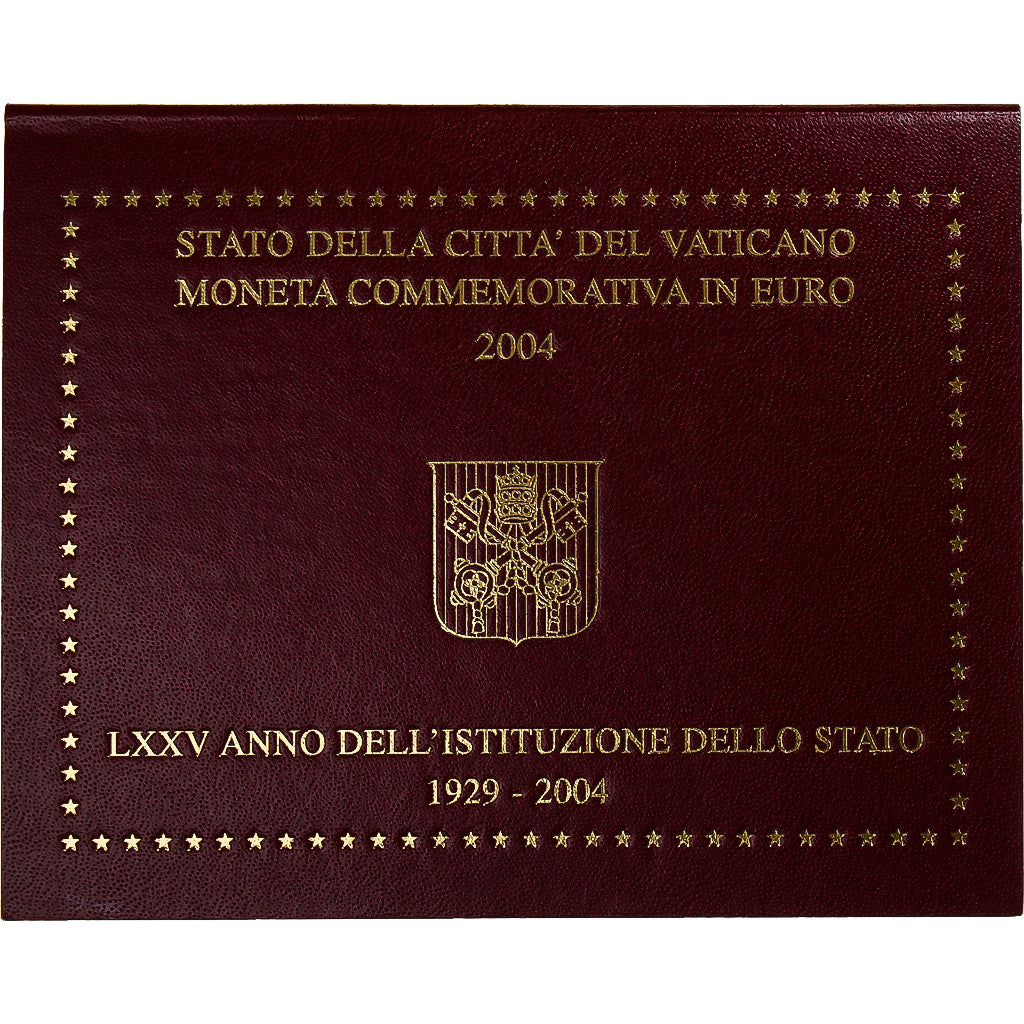 STATO DELLA CITTA' DEL VATICANO
MONETA COMMEMORATIVA IN EURO
2004
LXXV ANNO DELL'ISTITUZIONE DELLO STATO
1929 - 2004